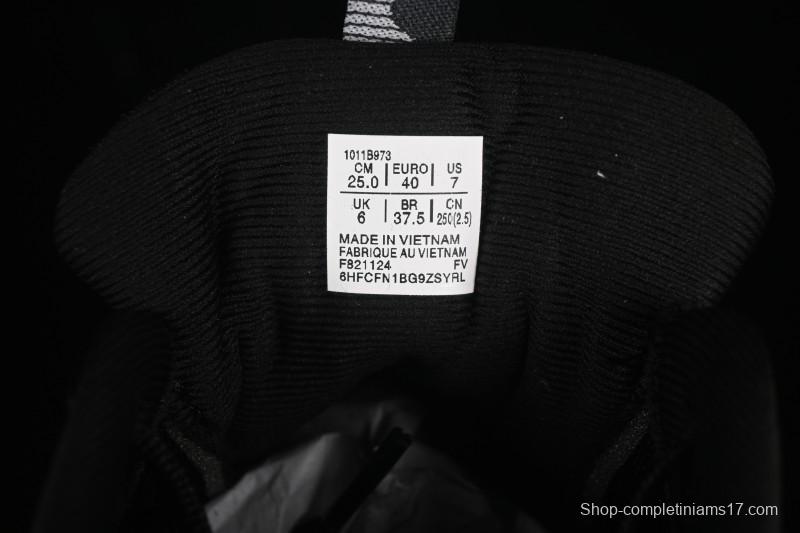 1011B973
CM EURO US
25.0 40 7
UK BR CN
6 37.5 250(2.5)
MADE IN VIETNAM
FABRIQUE AU VIETNAM
F821124 FV
6HFCFN1BG9ZSYRL
Shop-completiniams17.com